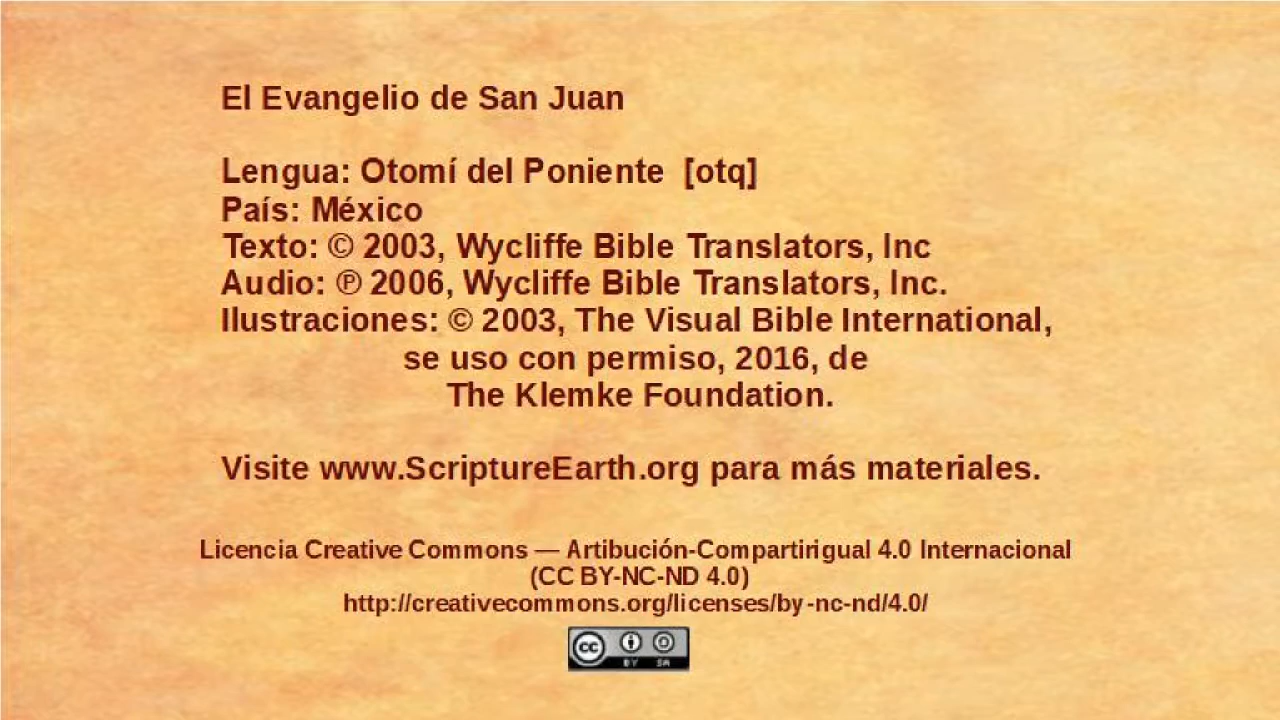 El Evangelio de San Juan
Lengua: Otomí del Poniente [otq]
País: México
Texto: © 2003, Wycliffe Bible Translators, Inc
Audio: ℗ 2006, Wycliffe Bible Translators, Inc.
Ilustraciones: © 2003, The Visual Bible International,
se uso con permiso, 2016, de
The Klemke Foundation.
Visite www.ScriptureEarth.org para más materiales.
Licencia Creative Commons — Artibución-Compartirigual 4.0 Internacional
(CC BY-NC-ND 4.0)
http://creativecommons.org/licenses/by-nc-nd/4.0/
cc BY SA